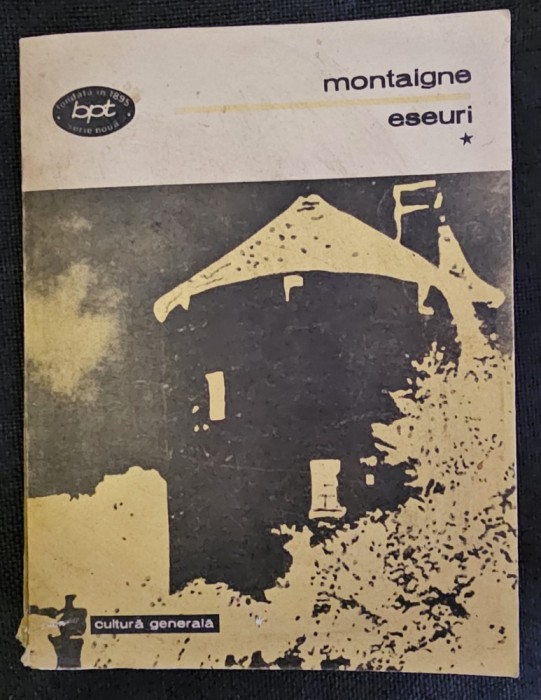 montaigne
eseuri
*
fondată în 1895
bpt
serie nouă
cultură generală